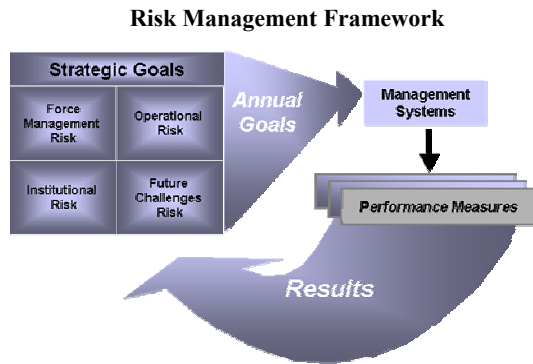 Risk Management Framework
Strategic Goals
Force
Management
Risk
Operational
Risk
Institutional
Risk
Future
Challenges
Risk
Annual
Goals
Management
Systems
Performance Measures
Results